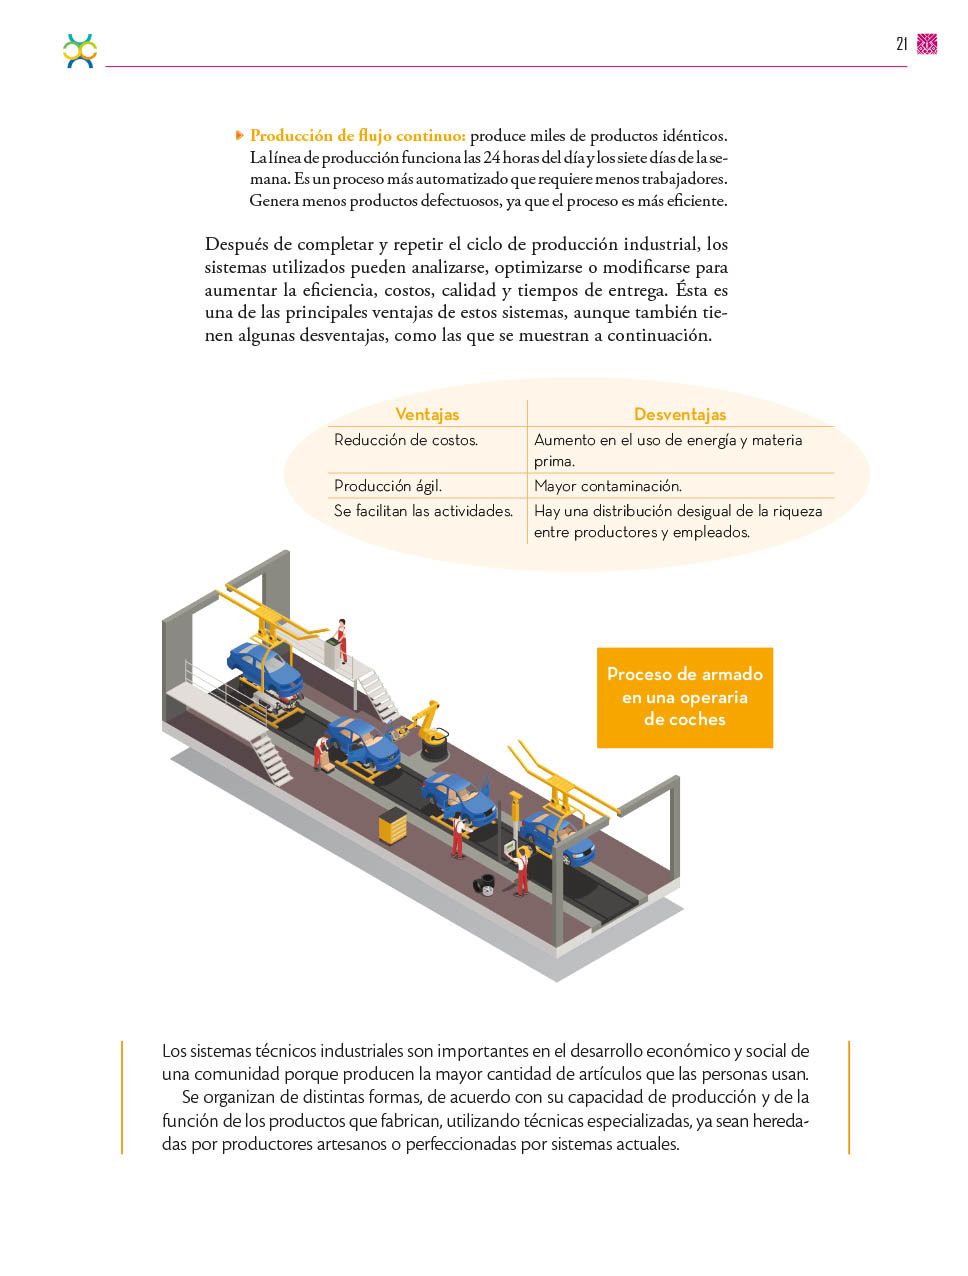 21
Producción de flujo continuo: produce miles de productos idénticos.
La línea de producción funciona las 24 horas del día y los siete días de la se-
mana. Es un proceso más automatizado que requiere menos trabajadores.
Genera menos productos defectuosos, ya que el proceso es más eficiente.
Después de completar y repetir el ciclo de producción industrial, los
sistemas utilizados pueden analizarse, optimizarse o modificarse para
aumentar la eficiencia, costos, calidad y tiempos de entrega. Ésta es
una de las principales ventajas de estos sistemas, aunque también tie-
nen algunas desventajas, como las que se muestran a continuación.
Ventajas
Desventajas
Reducción de costos.
Aumento en el uso de energía y materia
prima.
Producción ágil.
Mayor contaminación.
Se facilitan las actividades.
Hay una distribución desigual de la riqueza
entre productores y empleados.
Proceso de armado
en una operaria
de coches
Los sistemas técnicos industriales son importantes en el desarrollo económico y social de
una comunidad porque producen la mayor cantidad de artículos que las personas usan.
Se organizan de distintas formas, de acuerdo con su capacidad de producción y de la
función de los productos que fabrican, utilizando técnicas especializadas, ya sean hereda-
das por productores artesanos o perfeccionadas por sistemas actuales.